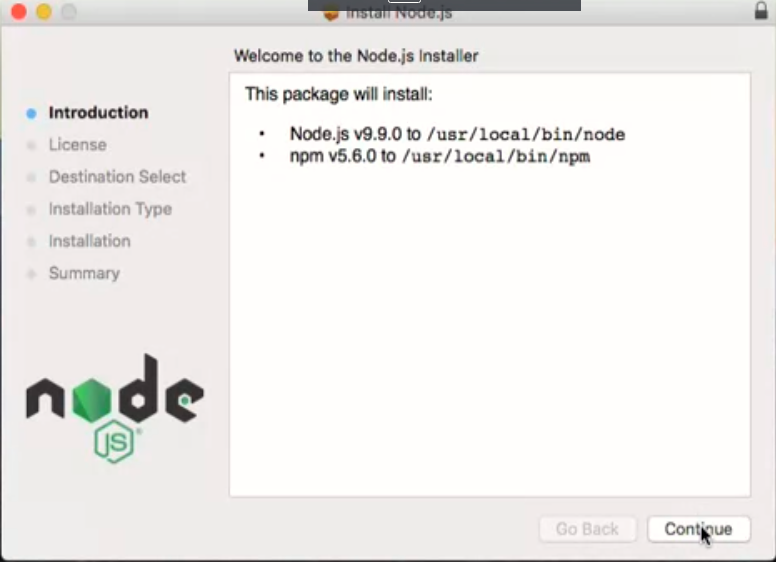 Install Node.js
Welcome to the Node.js Installer
Introduction
License
Destination Select
Installation Type
Installation
Summary
This package will install:
• Node.js v9.9.0 to /usr/local/bin/node
• npm v5.6.0 to /usr/local/bin/npm
node
JS
Go Back
Continue